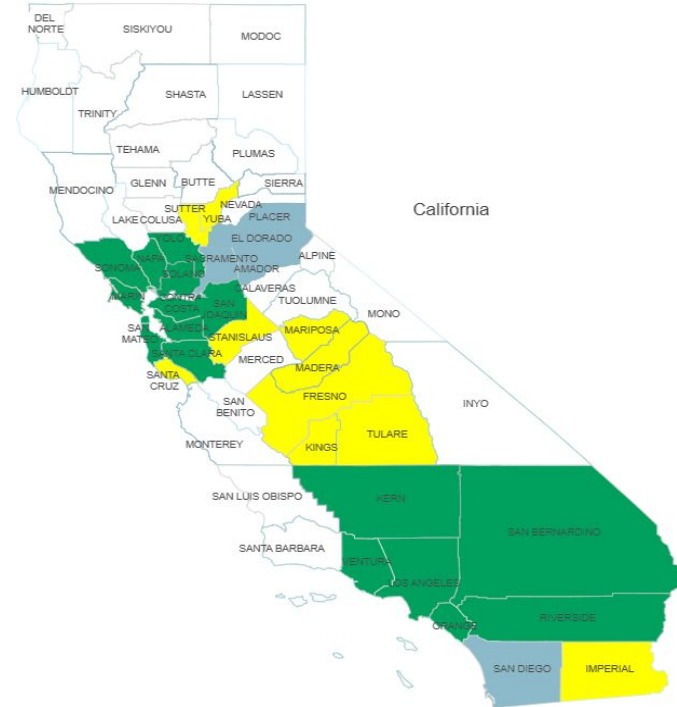 DEL
NORTE
SISKIYOU
MODOC
HUMBOLDT
TRINITY
SHASTA
LASSEN
TEHAMA
PLUMAS
MENDOCINO
GLENN
BUTTE
SIERRA
LAKE
COLUSA
SUTTER
YUBA
NEVADA
PLACER
California
YOLO
EL DORADO
SONOMA
NAPA
SOLANO
SACRAMENTO
AMADOR
ALPINE
MARIN
CONTRA
COSTA
SAN
JOAQUIN
CALAVERAS
TUOLUMNE
MONO
SAN
MATEO
ALAMEDA
STANISLAUS
MARIPOSA
SANTA CLARA
MERCED
MADERA
SANTA
CRUZ
SAN
BENITO
FRESNO
INYO
MONTEREY
KINGS
TULARE
SAN LUIS OBISPO
KERN
SAN BERNARDINO
SANTA BARBARA
VENTURA
LOS ANGELES
ORANGE
RIVERSIDE
SAN DIEGO
IMPERIAL